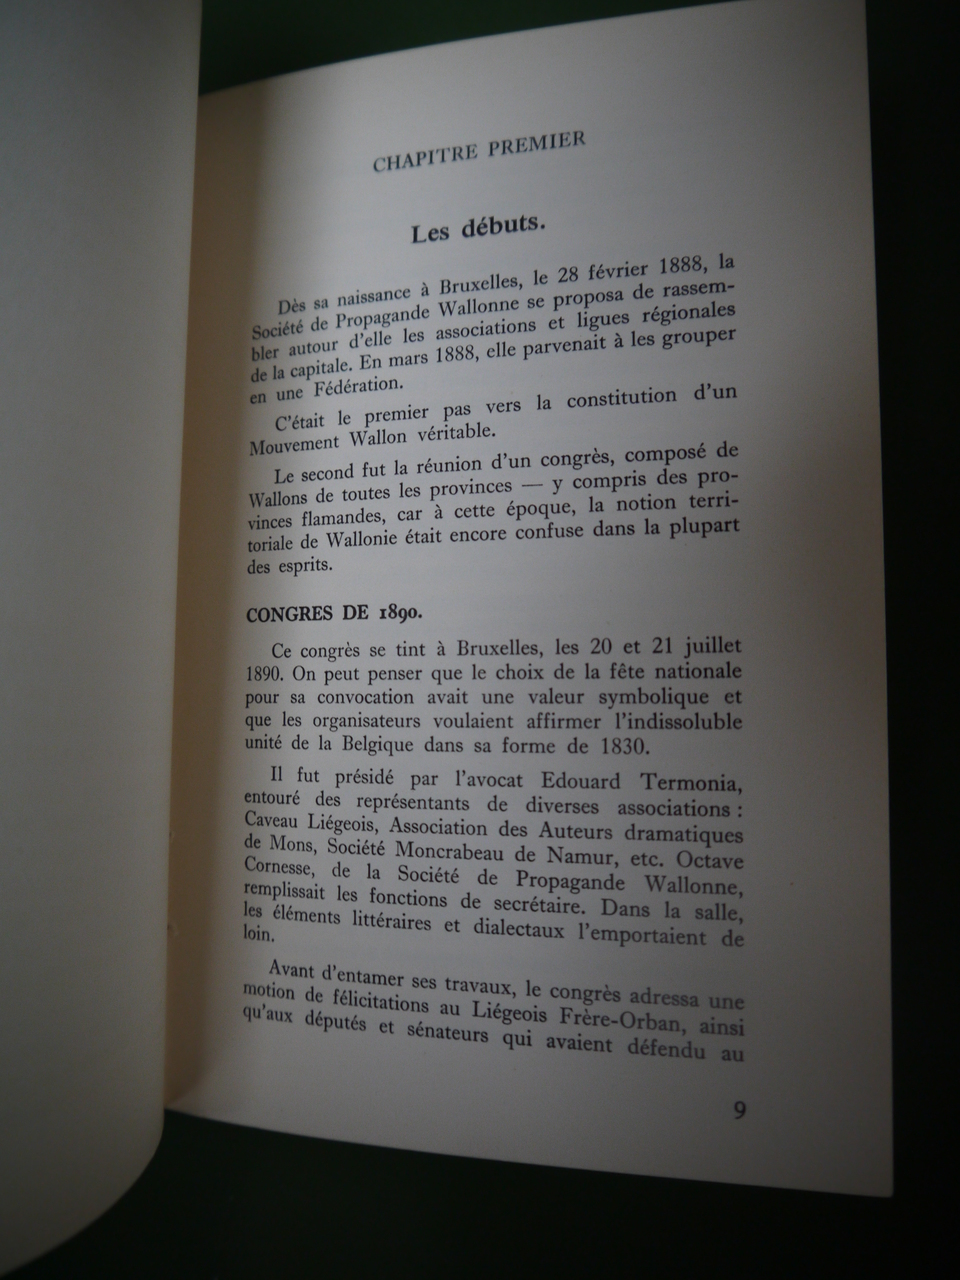 CHAPITRE PREMIER
Les débuts.
Dès sa naissance à Bruxelles, le 28 février 1888, la
Société de Propagande Wallonne se proposa de rassem-
bler autour d'elle les associations et ligues régionales
de la capitale. En mars 1888, elle parvenait à les grouper
en une Fédération.
C'était le premier pas vers la constitution d'un
Mouvement Wallon véritable.
Le second fut la réunion d'un congrès, composé de
Wallons de toutes les provinces — y compris des pro-
vinces flamandes, car à cette époque, la notion terri-
toriale de Wallonie était encore confuse dans la plupart
des esprits.
CONGRES DE 1890.
Ce congrès se tint à Bruxelles, les 20 et 21 juillet
1890. On peut penser que le choix de la fête nationale
pour sa convocation avait une valeur symbolique et
que les organisateurs voulaient affirmer l'indissoluble
unité de la Belgique dans sa forme de 1830.
Il fut présidé par l'avocat Edouard Termonia,
entouré des représentants de diverses associations :
Caveau Liégeois, Association des Auteurs dramatiques
de Mons, Société Moncrabeau de Namur, etc. Octave
Cornesse, de la Société de Propagande Wallonne,
remplissait les fonctions de secrétaire. Dans la salle,
les éléments littéraires et dialectaux l'emportaient de
loin.
Avant d'entamer ses travaux, le congrès adressa une
motion de félicitations au Liégeois Frère-Orban, ainsi
qu'aux députés et sénateurs qui avaient défendu au
9